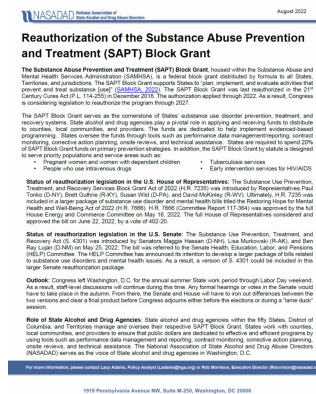 August 2022
NASADAD National Association of
State Alcohol and Drug Abuse Directors
Reauthorization of the Substance Abuse Prevention
and Treatment (SAPT) Block Grant
The Substance Abuse Prevention and Treatment (SAPT) Block Grant, housed within the Substance Abuse and
Mental Health Services Administration (SAMHSA), is a federal block grant distributed by formula to all States,
Territories, and jurisdictions. The SAPT Block Grant supports States to "plan, implement, and evaluate activities that
prevent and treat substance [use]" (SAMHSA, 2022). The SAPT Block Grant was last reauthorized in the 21st
Century Cures Act (P.L. 114-255) in December 2016. The authorization applied through 2022. As a result, Congress
is considering legislation to reauthorize the program through 2027.
The SAPT Block Grant serves as the cornerstone of States' substance use disorder prevention, treatment, and
recovery systems. State alcohol and drug agencies play a pivotal role in applying and receiving funds to distribute
to counties, local communities, and providers. The funds are dedicated to help implement evidenced-based
programming. States oversee the funds through tools such as performance data management/reporting, contract
monitoring, corrective action planning, onsite reviews, and technical assistance. States are required to spend 20%
of SAPT Block Grant funds on primary prevention strategies. In addition, the SAPT Block Grant by statute is designed
to serve priority populations and service areas such as:
• Pregnant women and women with dependent children • Tuberculosis services
• People who use intravenous drugs • Early intervention services for HIV/AIDS
Status of reauthorization legislation in the U.S. House of Representatives: The Substance Use Prevention,
Treatment, and Recovery Services Block Grant Act of 2022 (H.R. 7235) was introduced by Representatives Paul
Tonko (D-NY), Brett Guthrie (R-KY), Susan Wild (D-PA), and David McKinley (R-WV). Ultimately, H.R. 7235 was
included in a larger package of substance use disorder and mental health bills titled the Restoring Hope for Mental
Health and Well-Being Act of 2022 (H.R. 7666). H.R. 7666 (Committee Report 117-364) was approved by the full
House Energy and Commerce Committee on May 18, 2022. The full House of Representatives considered and
approved the bill on June 22, 2022, by a vote of 402-20.
Status of reauthorization legislation in the U.S. Senate: The Substance Use Prevention, Treatment, and
Recovery Act (S. 4301) was introduced by Senators Maggie Hassan (D-NH), Lisa Murkowski (R-AK), and Ben
Ray Lujan (D-NM) on May 25, 2022. The bill was referred to the Senate Health, Education, Labor, and Pensions
(HELP) Committee. The HELP Committee has announced its intention to develop a larger package of bills related
to substance use disorders and mental health issues. As a result, a version of S. 4301 could be included in this
larger Senate reauthorization package.
Outlook: Congress left Washington, D.C. for the annual summer State work period through Labor Day weekend.
As a result, staff-level discussions will continue during this time. Any formal hearings or votes in the Senate would
have to take place in the autumn. From there, the Senate and House will have to iron out differences between the
two versions and clear a final product before Congress adjourns either before the elections or during a "lame duck"
session.
Role of State Alcohol and Drug Agencies: State alcohol and drug agencies within the fifty States, District of
Columbia, and Territories manage and oversee their respective SAPT Block Grant. States work with counties,
local communities, and providers to ensure that public dollars are dedicated to effective and efficient programs by
using tools such as performance data management and reporting, contract monitoring, corrective action planning,
onsite reviews, and technical assistance. The National Association of State Alcohol and Drug Abuse Directors
(NASADAD) serves as the voice of State alcohol and drug agencies in Washington, D.C.
For more information, please contact Lacy Adams, Policy Analyst (Ladams@nga.org) or Rob Morrison, Executive Director (Rmorrison@nasadad.o
1919 Pennsylvania Avenue NW, Suite M-250, Washington, DC 20006